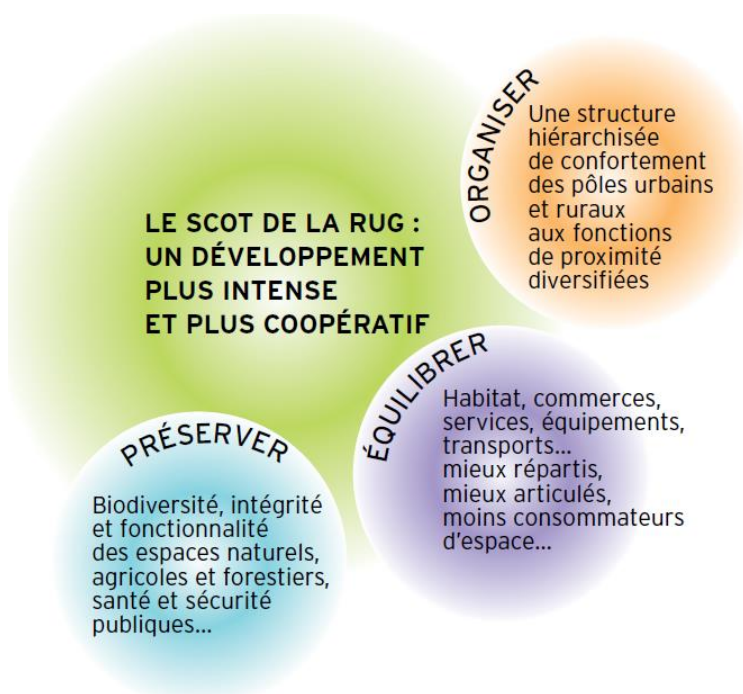 LE SCOT DE LA RUG :
UN DÉVELOPPEMENT
PLUS INTENSE
ET PLUS COOPÉRATIF
ORGANISER
Une structure
hiérarchisée
de confortement
des pôles urbains
et ruraux
aux fonctions
de proximité
diversifiées
ÉQUILIBRER
Habitat, commerces,
services, équipements,
transports...
mieux répartis,
mieux articulés,
moins consommateurs
d'espace...
PRÉSERVER
Biodiversité, intégrité
et fonctionnalité
des espaces naturels,
agricoles et forestiers,
santé et sécurité
publiques...